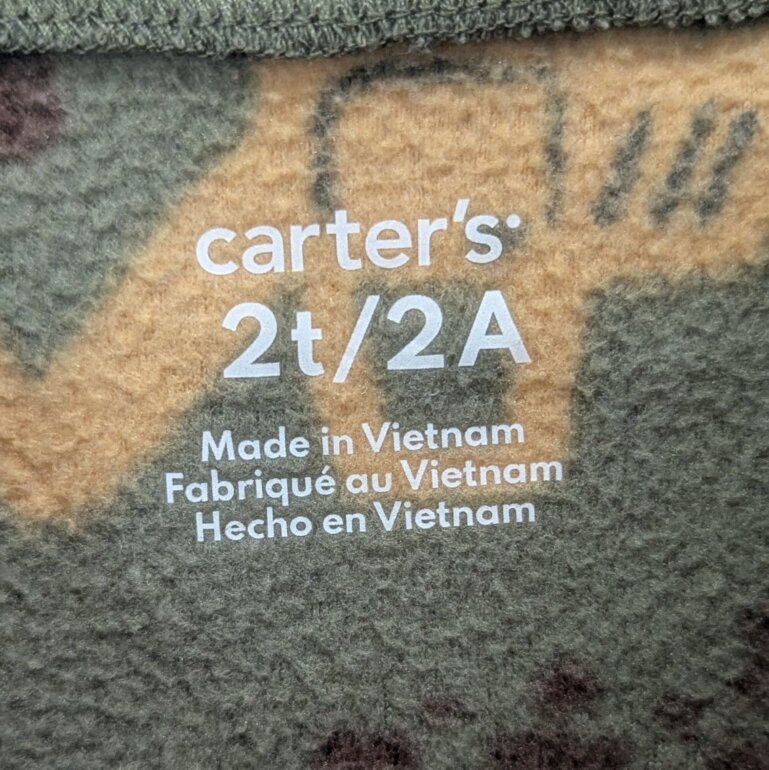 carter's
2t/2A
Made in Vietnam
Fabriqué au Vietnam
Hecho en Vietnam